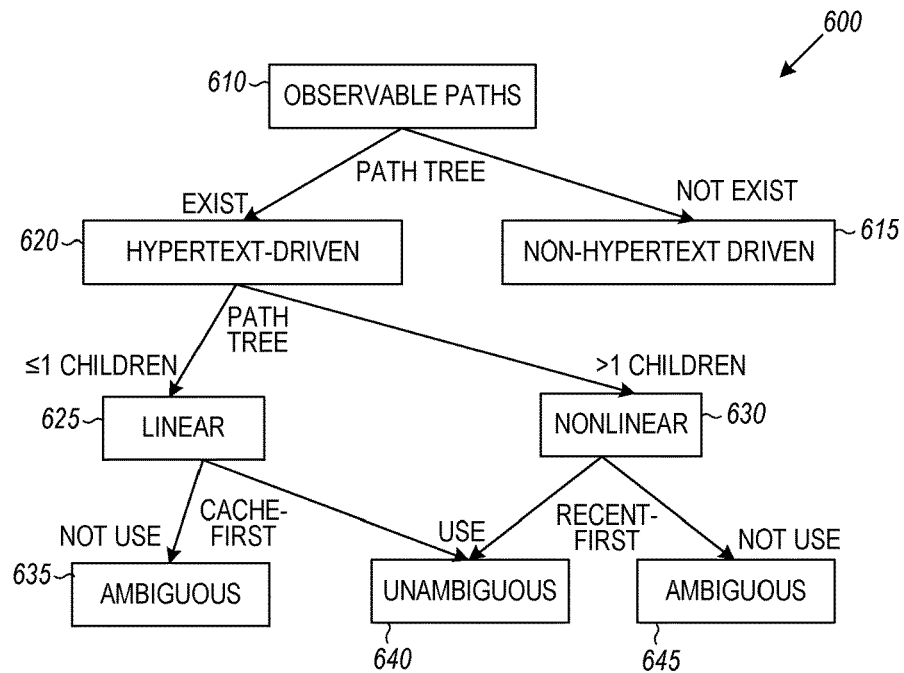 600
610
OBSERVABLE PATHS
PATH TREE
EXIST
NOT EXIST
620
HYPERTEXT-DRIVEN
NON-HYPERTEXT DRIVEN
615
PATH
TREE
≤1 CHILDREN
>1 CHILDREN
625
LINEAR
NONLINEAR
630
NOT USE
CACHE-
FIRST
USE
RECENT-
FIRST
NOT USE
635
AMBIGUOUS
UNAMBIGUOUS
AMBIGUOUS
640
645